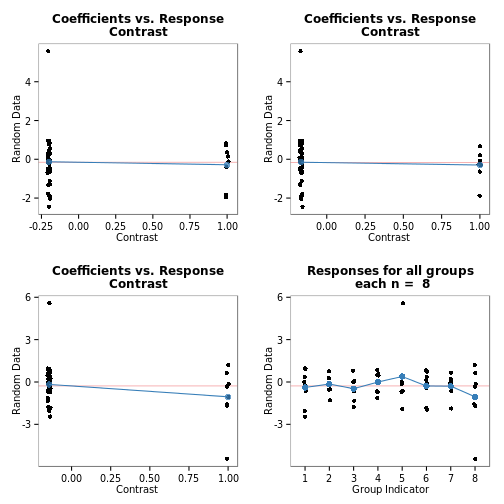 Coefficients vs. Response
Contrast
Random Data
4
2
0
-2
-0.25 0.00 0.25 0.50 0.75 1.00
Contrast
Coefficients vs. Response
Contrast
Random Data
4
2
0
-2
0.00 0.25 0.50 0.75 1.00
Contrast
Coefficients vs. Response
Contrast
Random Data
6
3
0
-3
0.00 0.25 0.50 0.75 1.00
Contrast
Responses for all groups
each n = 8
Random Data
6
3
0
-3
1 2 3 4 5 6 7 8
Group Indicator